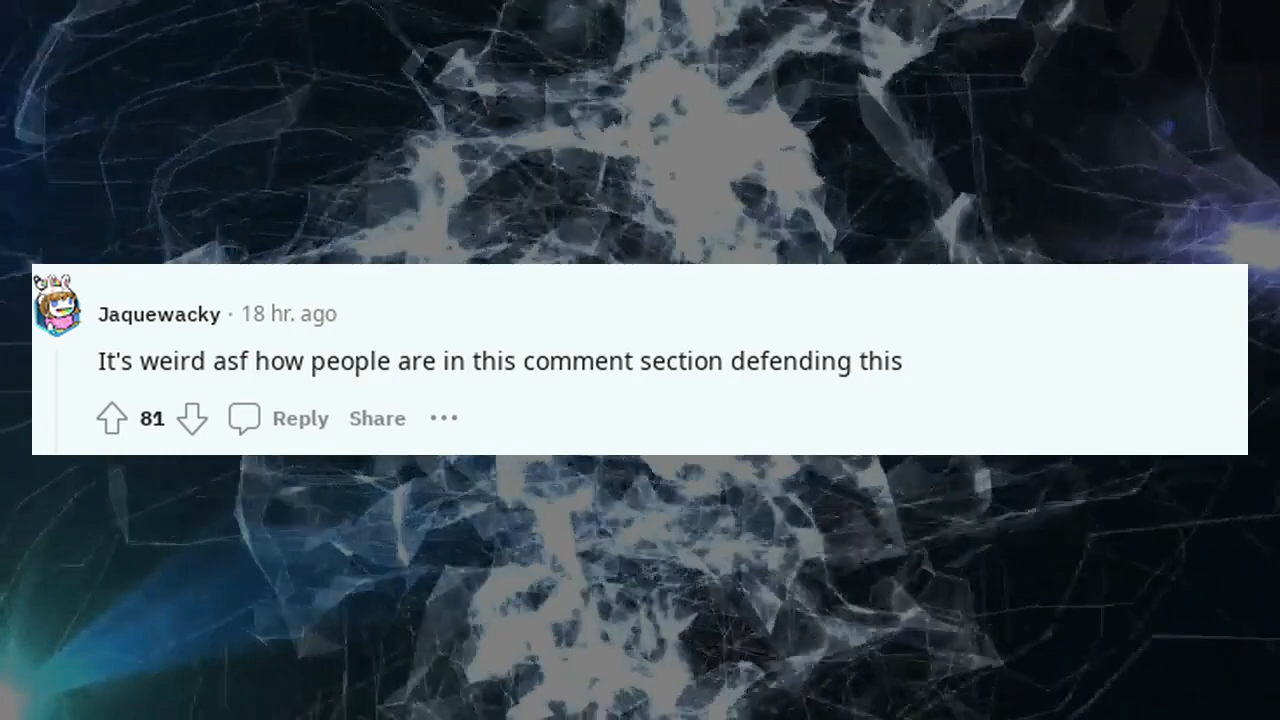 Jaquewacky · 18 hr. ago
It's weird asf how people are in this comment section defending this
81 Reply Share ···